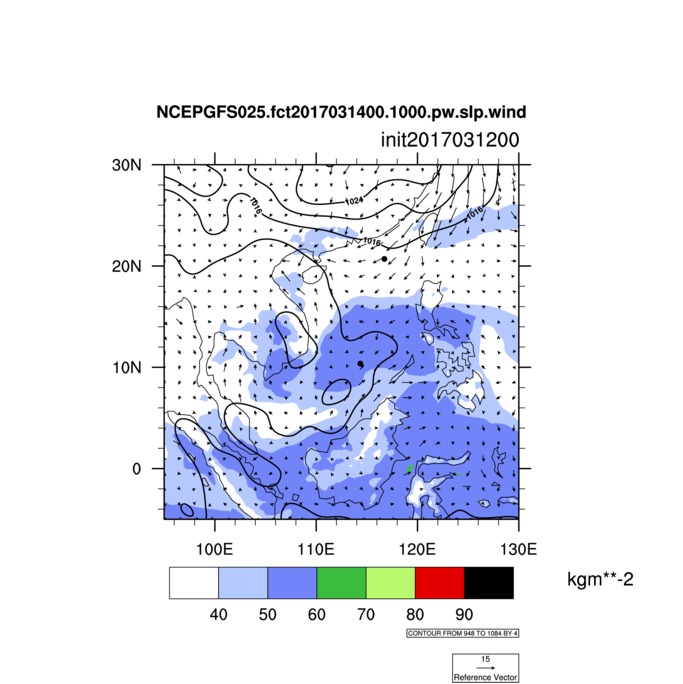 NCEPGFS025.fct2017031400.1000.pw.slp.wind
init2017031200
30N
20N
10N
0
1024
1016
1016
1016
100E 110E 120E 130E
kgm**-2
40 50 60 70 80 90
CONTOUR FROM 948 TO 1084 BY 4
15
Reference Vector